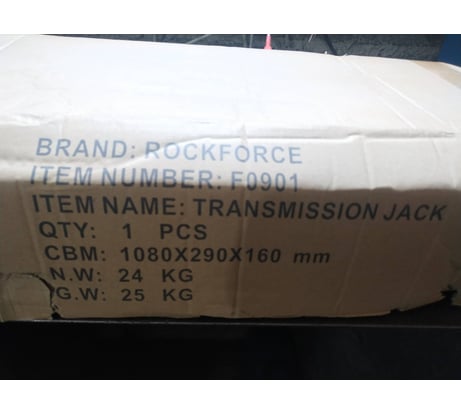 BRAND: ROCKFORCE
ITEM NUMBER: F0901
ITEM NAME: TRANSMISSION JACK
QTY: 1 PCS
CBM: 1080X290X160 mm
N.W: 24 KG
G.W: 25 KG